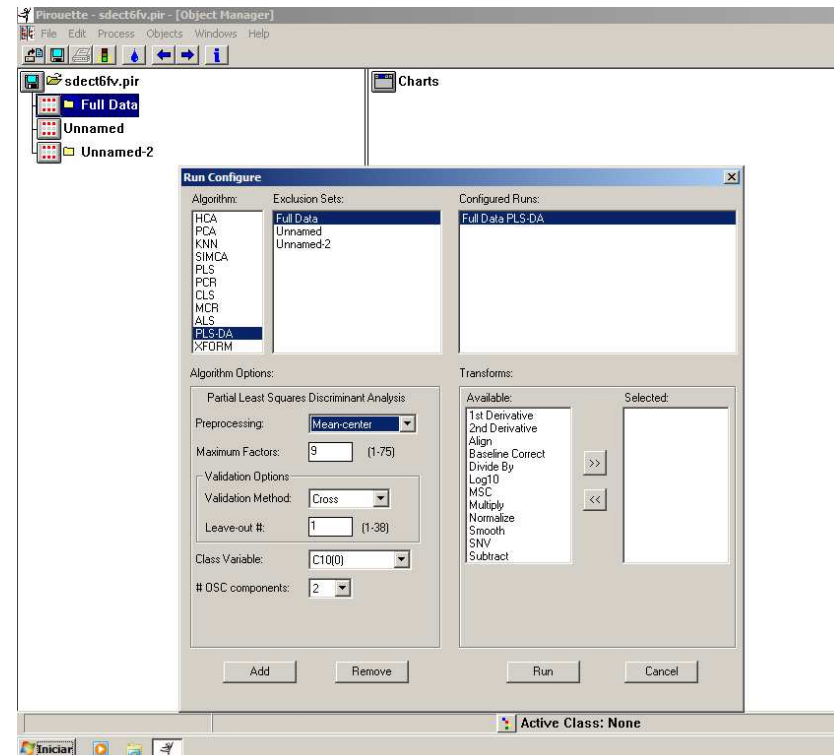 Pirouette - sdect6fv.pir - [Object Manager]
File Edit Process Objects Windows Help
sdect6fv.pir
Full Data
Unnamed
Unnamed-2
Charts
Run Configure
Algorithm:
HCA
PCA
KNN
SIMCA
PLS
PCR
CLS
MCR
ALS
PLS-DA
XFORM
Exclusion Sets:
Full Data
Unnamed
Unnamed-2
Configured Runs:
Full Data PLS-DA
Algorithm Options:
Partial Least Squares Discriminant Analysis
Preprocessing: Mean-center
Maximum Factors: 9 (1-75)
Validation Options
Validation Method: Cross
Leave-out #: 1 (1-38)
Class Variable: C10(0)
# OSC components: 2
Transforms:
Available:
1st Derivative
2nd Derivative
Align
Baseline Correct
Divide By
Log10
MSC
Multiply
Normalize
Smooth
SNV
Subtract
>>
<<
Selected:
Add Remove Run Cancel
Active Class: None
Iniciar